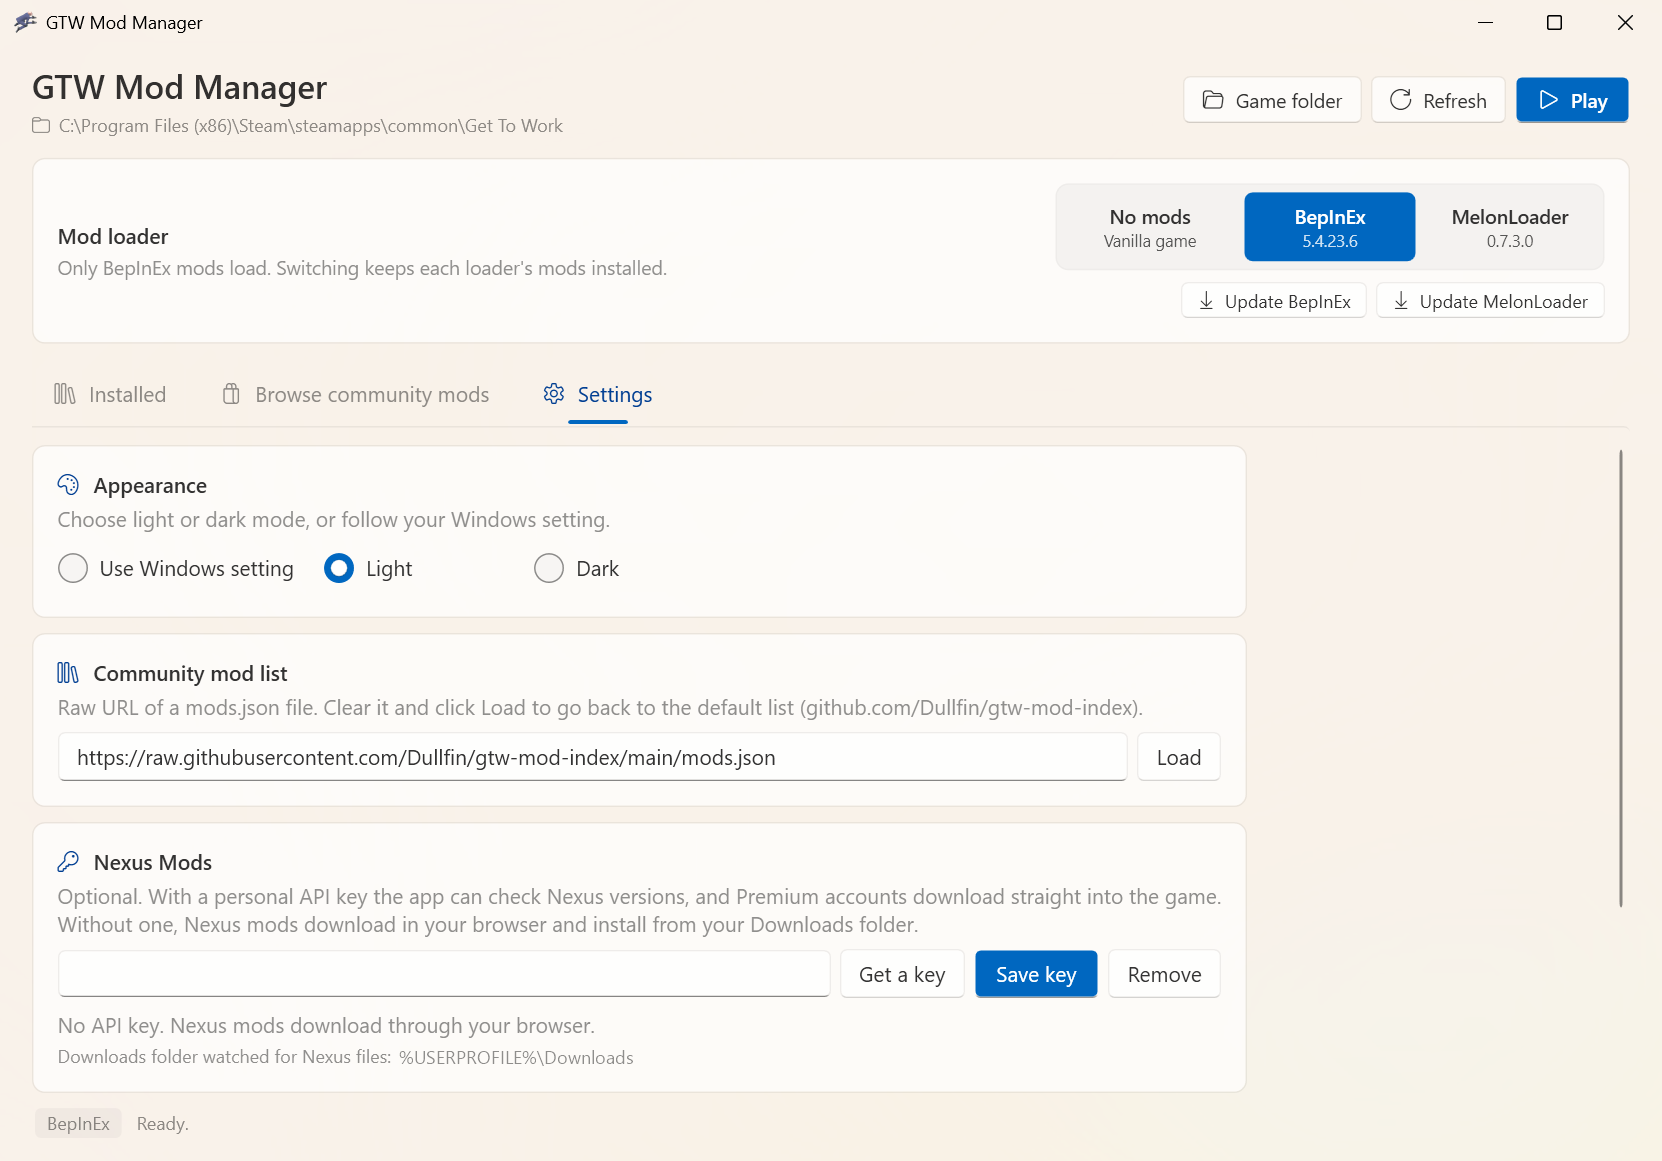 GTW Mod Manager
GTW Mod Manager
C:\Program Files (x86)\Steam\steamapps\common\Get To Work
Game folder
Refresh
Play
Mod loader
Only BepInEx mods load. Switching keeps each loader's mods installed.
No mods
Vanilla game
BepInEx
5.4.23.6
MelonLoader
0.7.3.0
Update BepInEx
Update MelonLoader
Installed
Browse community mods
Settings
Appearance
Choose light or dark mode, or follow your Windows setting.
Use Windows setting
Light
Dark
Community mod list
Raw URL of a mods.json file. Clear it and click Load to go back to the default list (github.com/Dullfin/gtw-mod-index).
https://raw.githubusercontent.com/Dullfin/gtw-mod-index/main/mods.json
Load
Nexus Mods
Optional. With a personal API key the app can check Nexus versions, and Premium accounts download straight into the game.
Without one, Nexus mods download in your browser and install from your Downloads folder.
Get a key
Save key
Remove
No API key. Nexus mods download through your browser.
Downloads folder watched for Nexus files: %USERPROFILE%\Downloads
BepInEx
Ready.